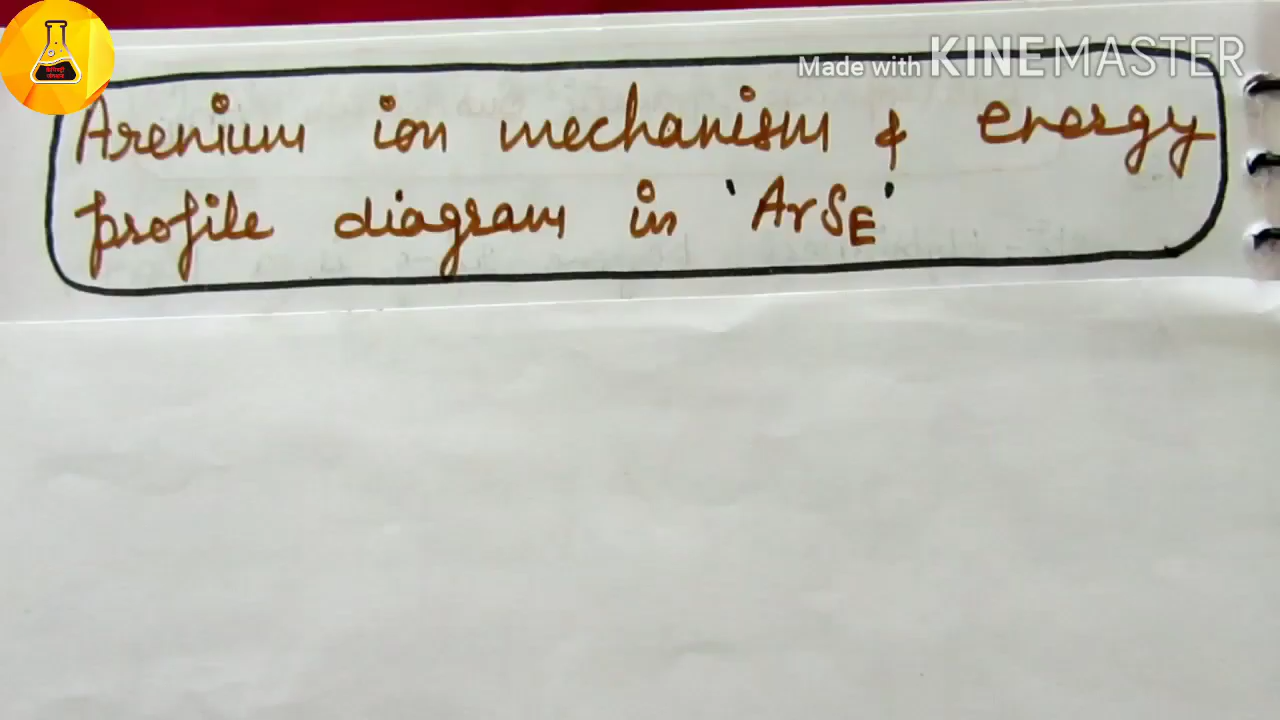 Made with KINEMASTER
Arenium ion mechanism & energy
profile diagram in 'ArSE'